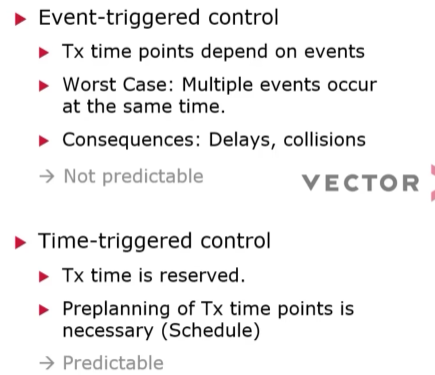 Event-triggered control
Tx time points depend on events
Worst Case: Multiple events occur
at the same time.
Consequences: Delays, collisions
→ Not predictable
VECTOR
Time-triggered control
Tx time is reserved.
Preplanning of Tx time points is
necessary (Schedule)
→ Predictable